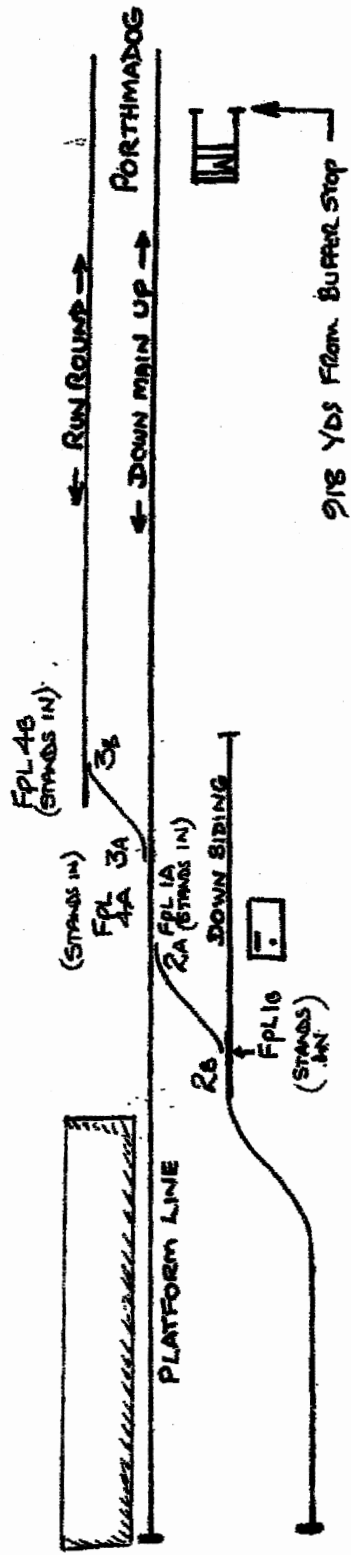 ← RUN ROUND →
PORTHMADOG
← DOWN MAIN UP →
918 YDS FROM BUFFER STOP
FPL 4B
(STANDS IN)
3B
(STANDS IN)
FPL
4A
3A
FPL 1A
2A (STANDS IN)
DOWN SIDING
2B
FPL 1B
(STANDS
IN)
PLATFORM LINE